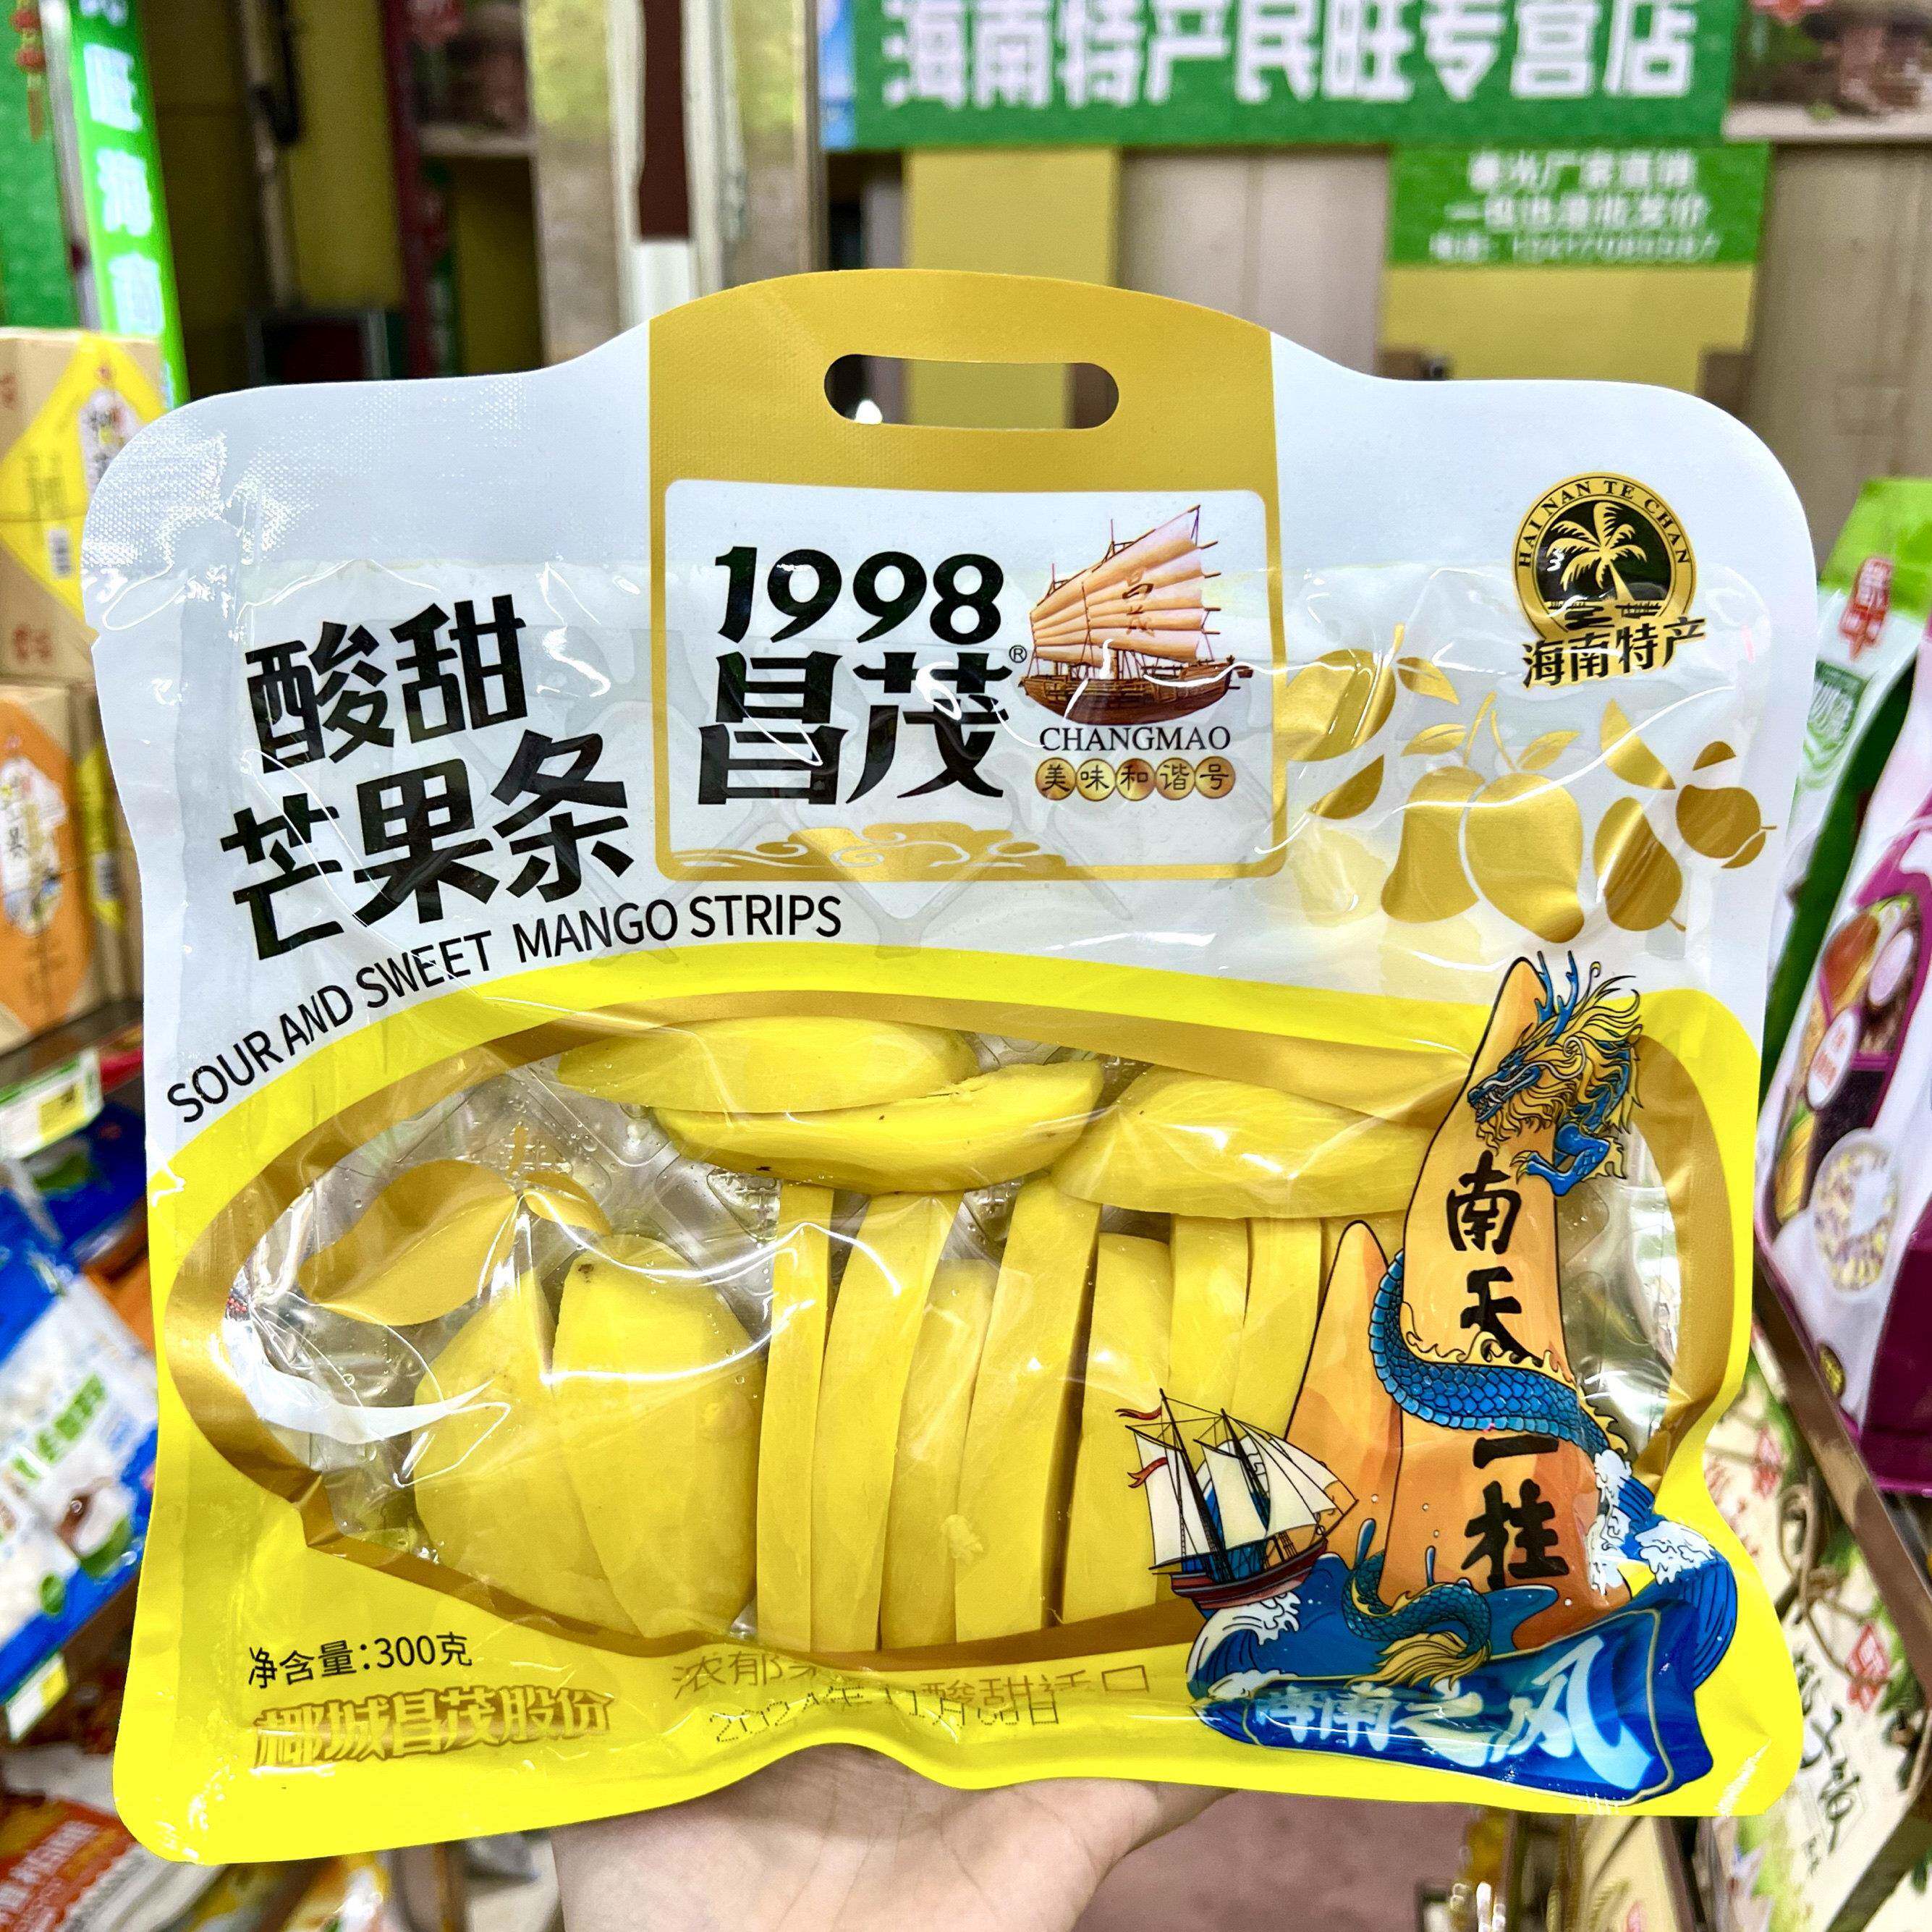 海南特产民旺专营店
旺海南
HAI NAN TE CHAN
海南特产
1998
昌茂®
CHANGMAO
美味和谐号
酸甜
芒果条
SOUR AND SWEET MANGO STRIPS
南天一柱
净含量:300克
椰城昌茂股份
海南之风